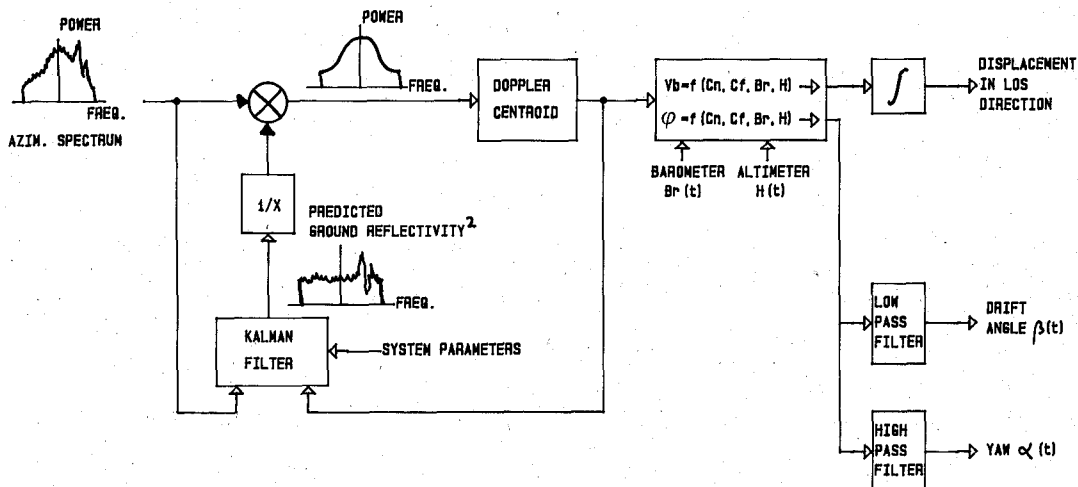 POWER
FREQ.
AZIM. SPECTRUM
POWER
FREQ.
DOPPLER
CENTROID
Vb=f (Cn, Cf, Br, H)
φ =f (Cn, Cf, Br, H)
BAROMETER
Br(t)
ALTIMETER
H(t)
∫
DISPLACEMENT
IN LOS
DIRECTION
1/X
PREDICTED
GROUND REFLECTIVITY²
FREQ.
KALMAN
FILTER
SYSTEM PARAMETERS
LOW
PASS
FILTER
DRIFT
ANGLE β(t)
HIGH
PASS
FILTER
YAW α(t)